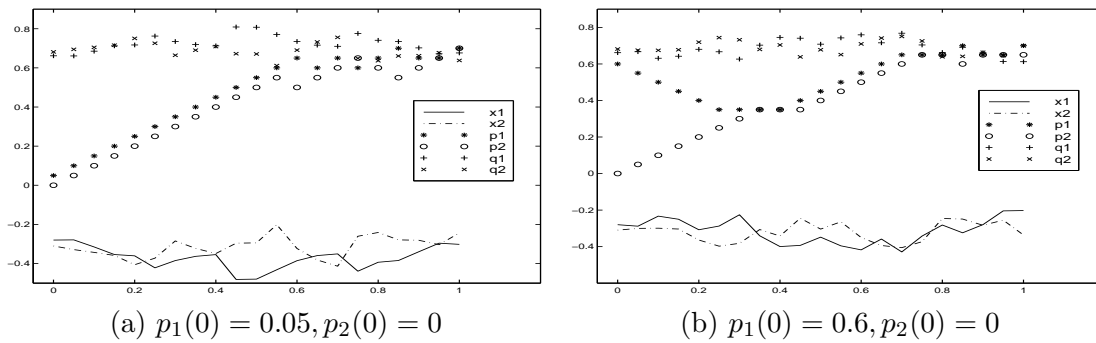 0.8
0.6
0.4
0.2
0
−0.2
−0.4
0 0.2 0.4 0.6 0.8 1
x1
x2
p1
p2
q1
q2
(a) p₁(0) = 0.05, p₂(0) = 0
0.8
0.6
0.4
0.2
0
−0.2
−0.4
0 0.2 0.4 0.6 0.8 1
x1
x2
p1
p2
q1
q2
(b) p₁(0) = 0.6, p₂(0) = 0